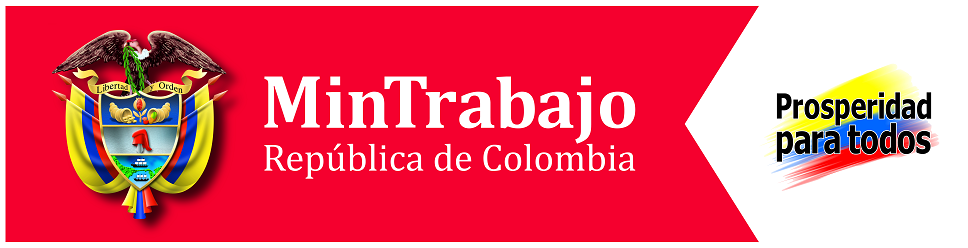 Libertad y Orden
MinTrabajo
República de Colombia
Prosperidad
para todos